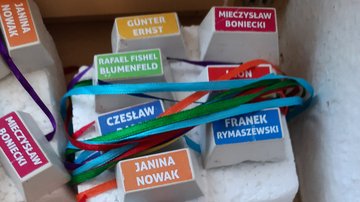 JANINA
NOWAK
GÜNTER
ERNST
MIECZYSŁAW
BONIECKI
RAFAEL FISHEL
BLUMENFELD
CZESŁAW
FRANEK
RYMASZEWSKI
MIECZYSŁAW
BONIECKI
JANINA
NOWAK